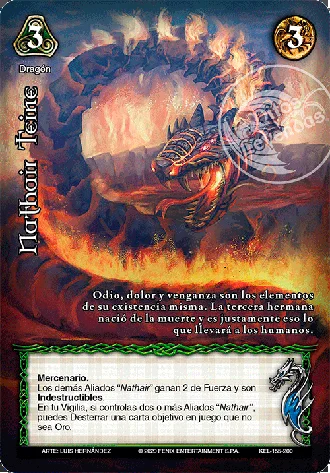 3
3
Dragón
Nathair Teine
Odio, dolor y venganza son los elementos
de su existencia misma. La tercera hermana
nació de la muerte y es justamente eso lo
que llevará a los humanos.
Mercenario.
Los demás Aliados "Nathair" ganan 2 de Fuerza y son
Indestructibles.
En tu Vigilia, si controlas dos o más Aliados "Nathair",
puedes Desterrar una carta objetivo en juego que no
sea Oro.
ARTE: LUIS HERNÁNDEZ
© 2020 FENIX ENTERTAINMENT S.P.A.